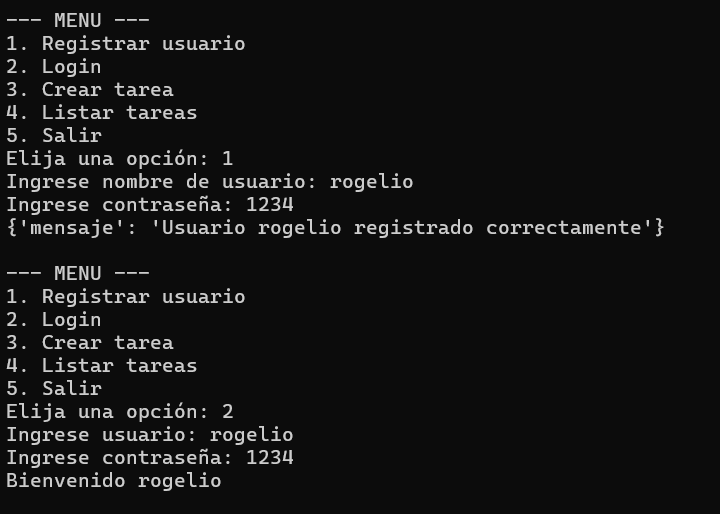 --- MENU ---
1. Registrar usuario
2. Login
3. Crear tarea
4. Listar tareas
5. Salir
Elija una opción: 1
Ingrese nombre de usuario: rogelio
Ingrese contraseña: 1234
{'mensaje': 'Usuario rogelio registrado correctamente'}
--- MENU ---
1. Registrar usuario
2. Login
3. Crear tarea
4. Listar tareas
5. Salir
Elija una opción: 2
Ingrese usuario: rogelio
Ingrese contraseña: 1234
Bienvenido rogelio